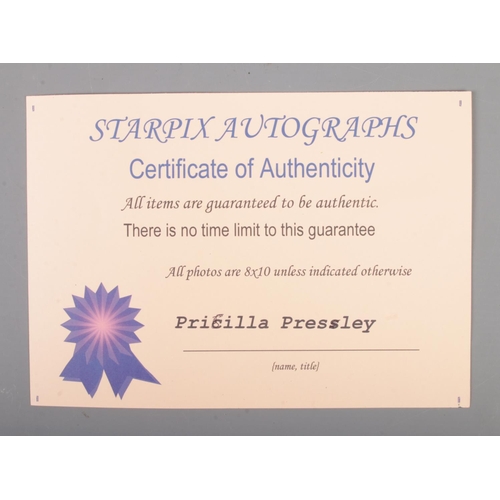 STARPIX AUTOGRAPHS
Certificate of Authenticity
All items are guaranteed to be authentic.
There is no time limit to this guarantee
All photos are 8x10 unless indicated otherwise
Pricilla Pressley
[name, title]